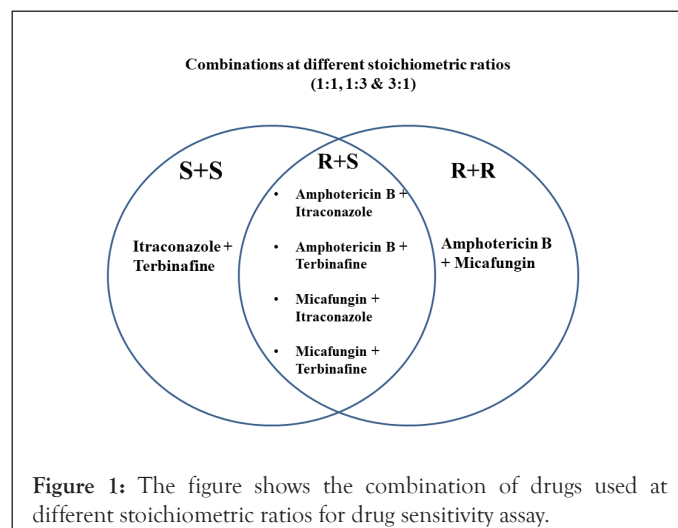 Combinations at different stoichiometric ratios
(1:1, 1:3 & 3:1)
S+S
Itraconazole +
Terbinafine
R+S
• Amphotericin B +
Itraconazole
• Amphotericin B +
Terbinafine
• Micafungin +
Itraconazole
• Micafungin +
Terbinafine
R+R
Amphotericin B
+ Micafungin
Figure 1: The figure shows the combination of drugs used at
different stoichiometric ratios for drug sensitivity assay.